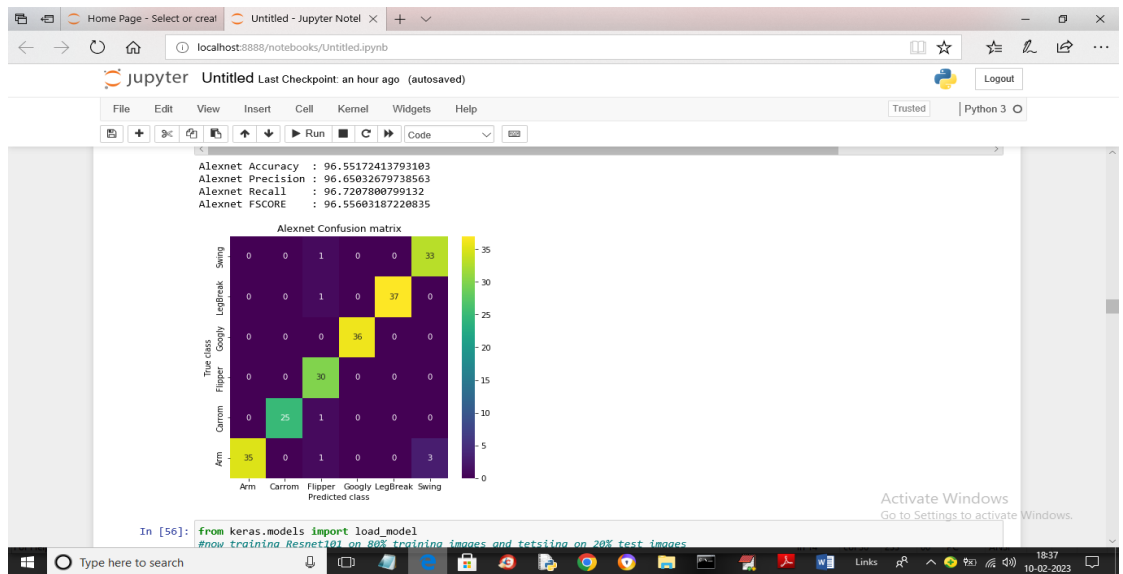 Home Page - Select or creat
Untitled - Jupyter Notel
localhost:8888/notebooks/Untitled.ipynb
jupyter Untitled Last Checkpoint: an hour ago (autosaved)
Logout
File Edit View Insert Cell Kernel Widgets Help
Trusted
Python 3
Run
Code
Alexnet Accuracy : 96.55172413793103
Alexnet Precision : 96.65032679738563
Alexnet Recall : 96.7207800799132
Alexnet FSCORE : 96.55603187220835
Alexnet Confusion matrix
Swing 0 0 1 0 0 33
LegBreak 0 0 1 0 37 0
Googly 0 0 0 36 0 0
Flipper 0 0 30 0 0 0
Carrom 0 25 1 0 0 0
Arm 35 0 1 0 0 3
True class
Arm Carrom Flipper Googly LegBreak Swing
Predicted class
35
30
25
20
15
10
5
0
Activate Windows
Go to Settings to activate Windows.
In [56]: from keras.models import load_model
#now training Resnet101 on 80% training images and tetsiing on 20% test images
Type here to search
Links
18:37
10-02-2023